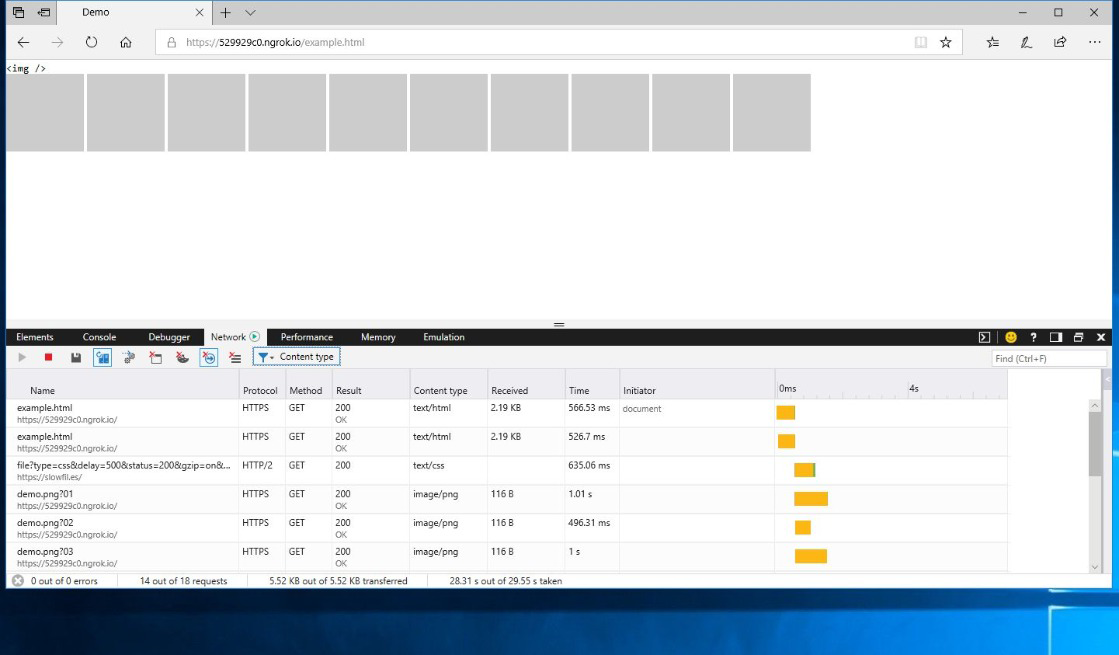 Demo
https://529929c0.ngrok.io/example.html
<img />
Elements Console Debugger Network Performance Memory Emulation
Content type
Find (Ctrl+F)
Name Protocol Method Result Content type Received Time Initiator 0ms 4s
example.html HTTPS GET 200 text/html 2.19 KB 566.53 ms document
https://529929c0.ngrok.io/ OK
example.html HTTPS GET 200 text/html 2.19 KB 526.7 ms
https://529929c0.ngrok.io/ OK
file?type=css&delay=500&status=200&gzip=on&... HTTP/2 GET 200 text/css 635.06 ms
https://slowfil.es/
demo.png?01 HTTPS GET 200 image/png 116 B 1.01 s
https://529929c0.ngrok.io/ OK
demo.png?02 HTTPS GET 200 image/png 116 B 496.31 ms
https://529929c0.ngrok.io/ OK
demo.png?03 HTTPS GET 200 image/png 116 B 1 s
https://529929c0.ngrok.io/ OK
0 out of 0 errors 14 out of 18 requests 5.52 KB out of 5.52 KB transferred 28.31 s out of 29.55 s taken